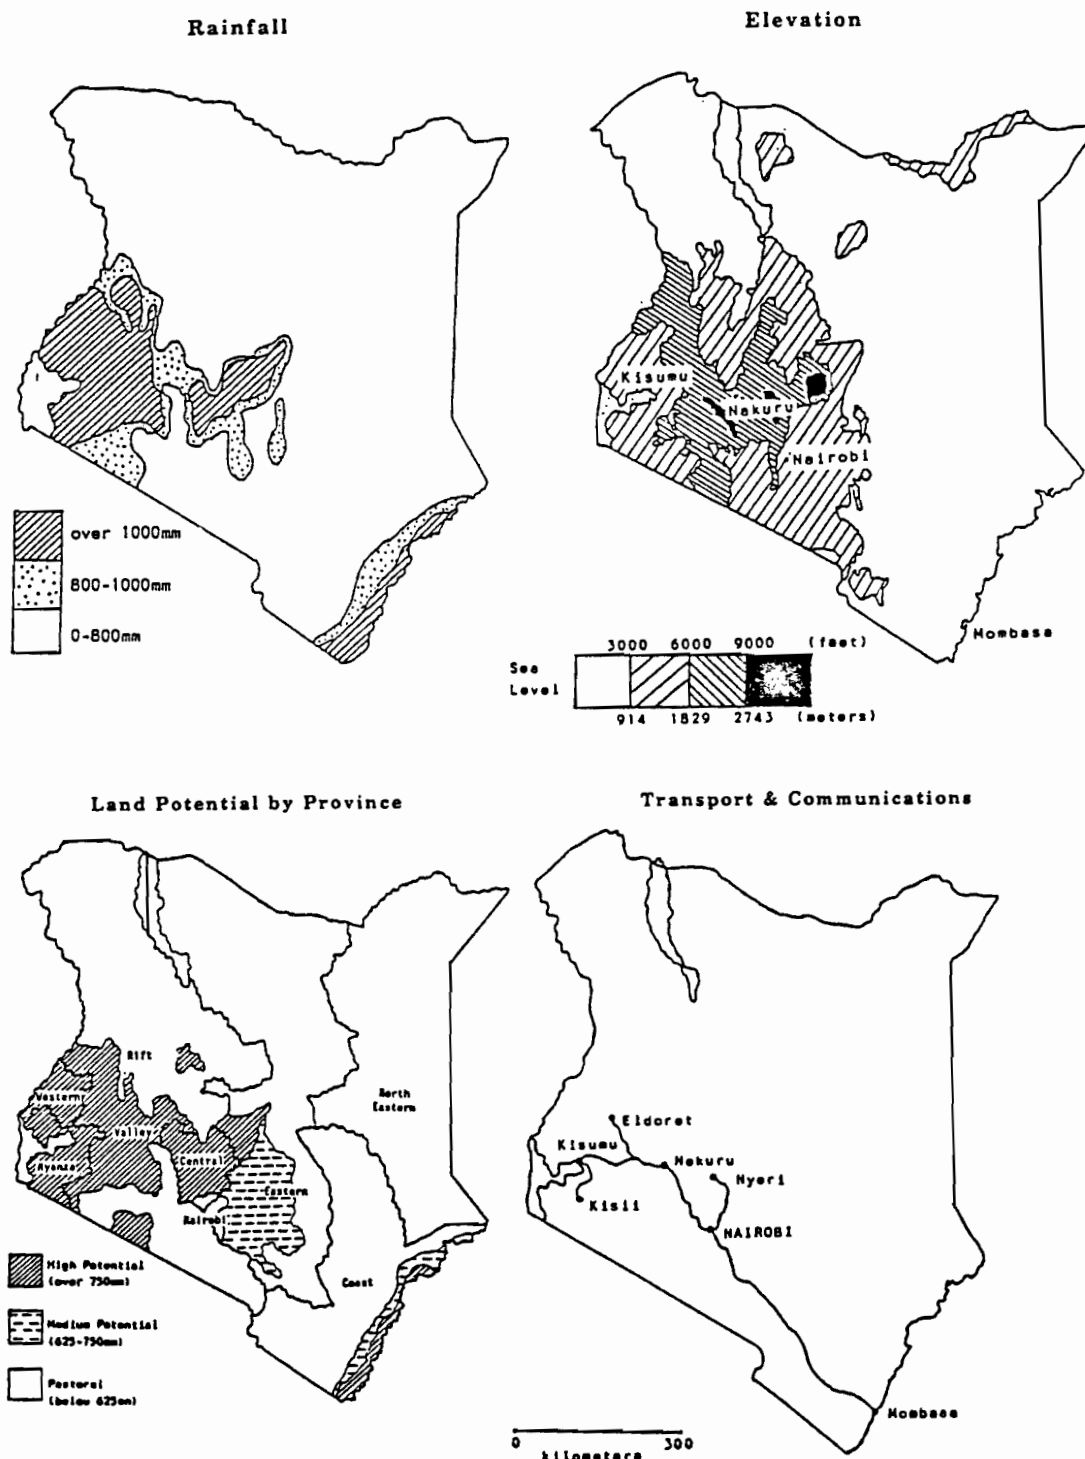 Rainfall
over 1000mm
800-1000mm
0-800mm
Elevation
Kisumu
Nakuru
Nairobi
Mombasa
3000 6000 9000 (feet)
Sea
Level
914 1829 2743 (meters)
Land Potential by Province
Rift
Western
Valley
Nyanza
Central
Eastern
Nairobi
North
Eastern
Coast
High Potential
(over 750mm)
Medium Potential
(625-750mm)
Pastoral
(below 625mm)
Transport & Communications
Eldoret
Kisumu
Nakuru
Nyeri
Kisii
NAIROBI
Mombasa
0 300
kilometers